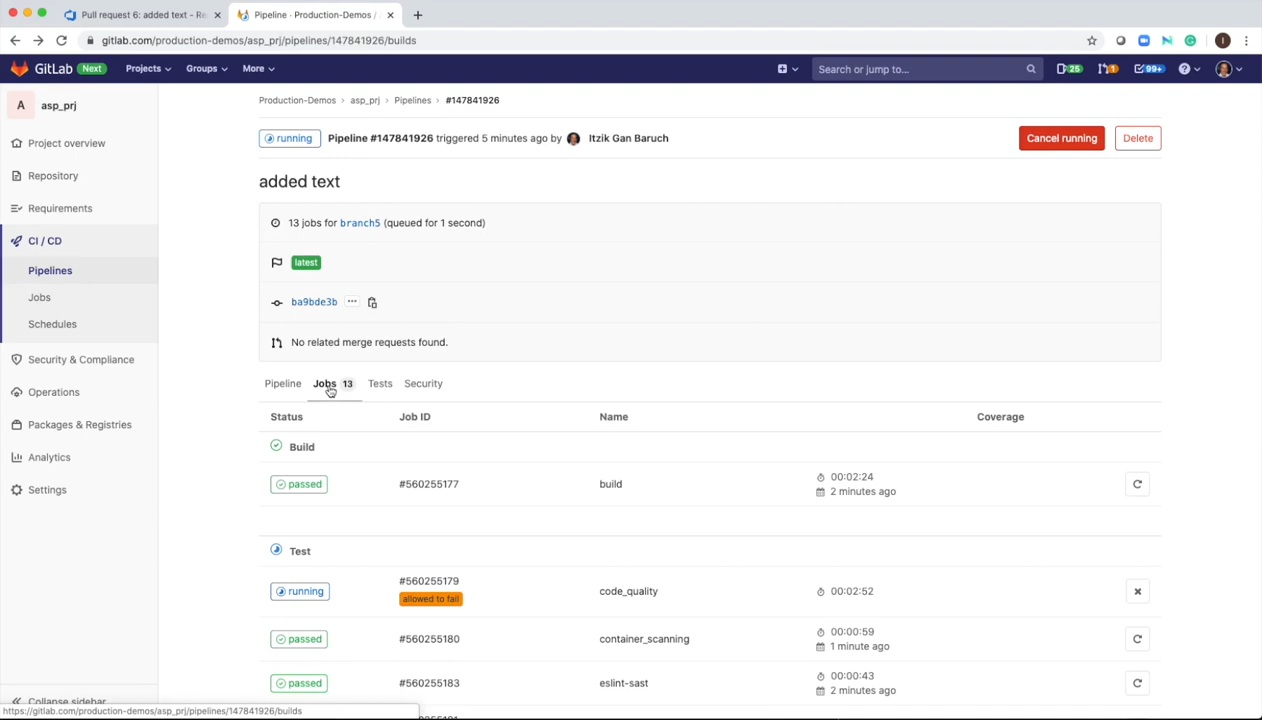 Pull request 6: added text - Re
Pipeline · Production-Demos /
gitlab.com/production-demos/asp_prj/pipelines/147841926/builds
GitLab Next Projects Groups More Search or jump to... 25 1 99+
A asp_prj
Project overview
Repository
Requirements
CI / CD
Pipelines
Jobs
Schedules
Security & Compliance
Operations
Packages & Registries
Analytics
Settings
Collapse sidebar
https://gitlab.com/production-demos/asp_prj/pipelines/147841926/builds
Production-Demos › asp_prj › Pipelines › #147841926
running Pipeline #147841926 triggered 5 minutes ago by Itzik Gan Baruch Cancel running Delete
added text
13 jobs for branch5 (queued for 1 second)
latest
ba9bde3b ...
No related merge requests found.
Pipeline Jobs 13 Tests Security
Status Job ID Name Coverage
Build
passed #560255177 build 00:02:24
2 minutes ago
Test
running #560255179 code_quality 00:02:52
allowed to fail
passed #560255180 container_scanning 00:00:59
1 minute ago
passed #560255183 eslint-sast 00:00:43
2 minutes ago